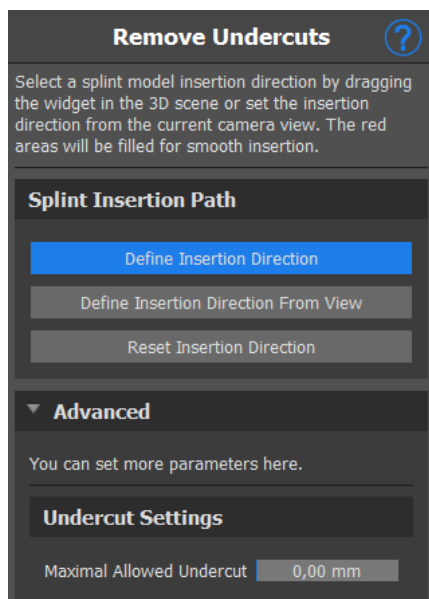 Remove Undercuts ?
Select a splint model insertion direction by dragging
the widget in the 3D scene or set the insertion
direction from the current camera view. The red
areas will be filled for smooth insertion.
Splint Insertion Path
Define Insertion Direction
Define Insertion Direction From View
Reset Insertion Direction
Advanced
You can set more parameters here.
Undercut Settings
Maximal Allowed Undercut 0,00 mm